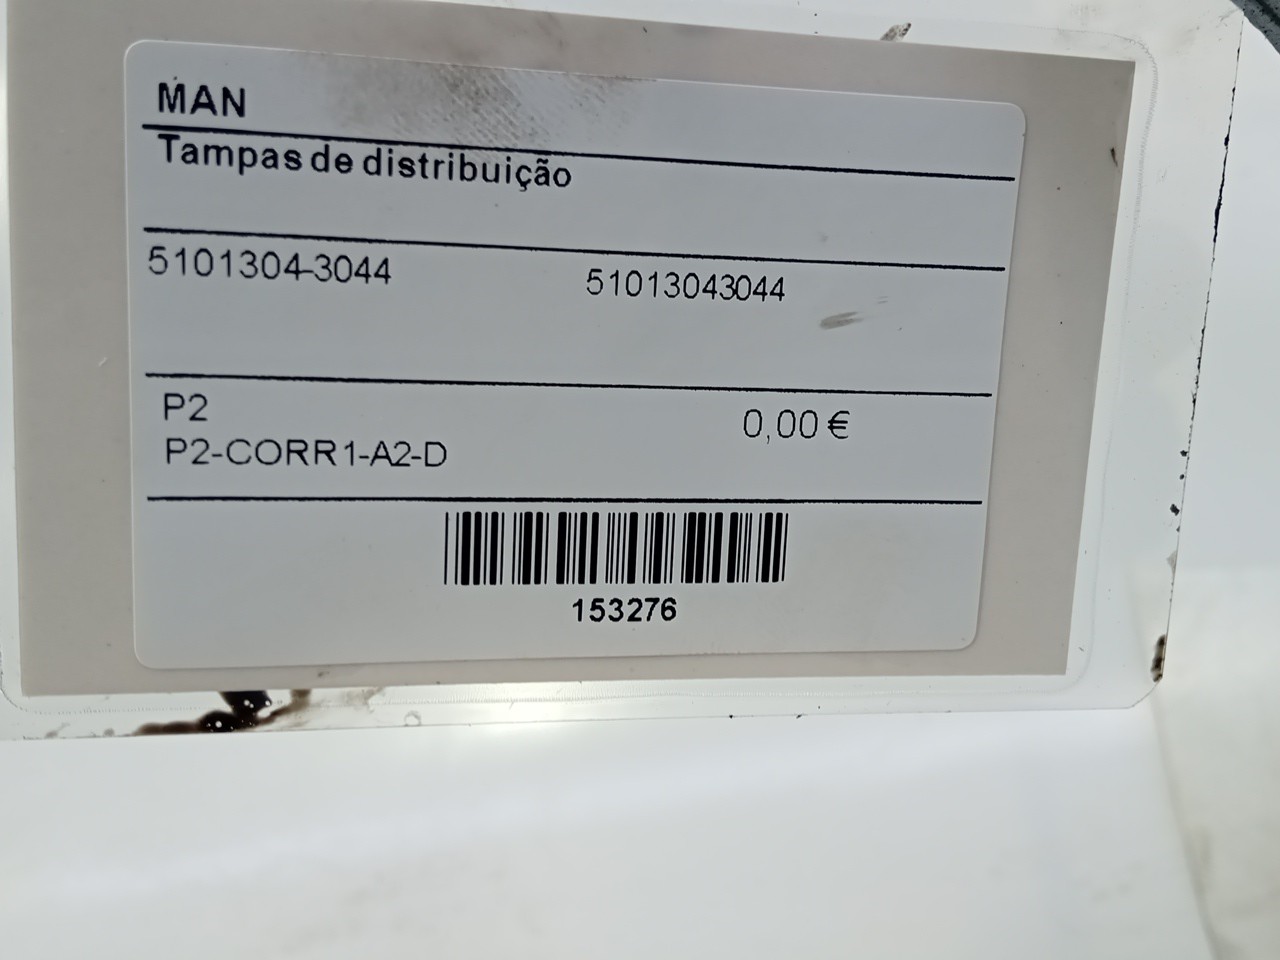 MAN
Tampas de distribuição
5101304-3044 51013043044
P2 0,00 €
P2-CORR1-A2-D
153276